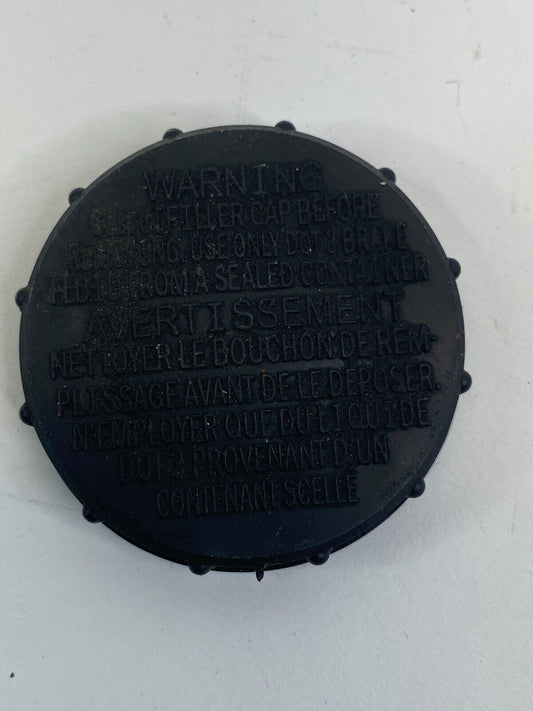 WARNING
CLEAN FILLER CAP BEFORE
REMOVING. USE ONLY DOT 3 BRAKE
FLUID FROM A SEALED CONTAINER
AVERTISSEMENT
NETTOYER LE BOUCHON DE REM-
PLISSAGE AVANT DE LE DEPOSER.
N'EMPLOYER QUE DU LIQUIDE
DOT 3 PROVENANT D'UN
CONTENANT SCELLE